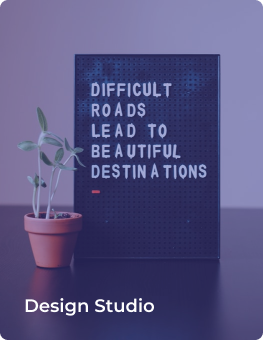 DIFFICULT
ROADS
LEAD TO
BEAUTIFUL
DESTINATIONS
Design Studio